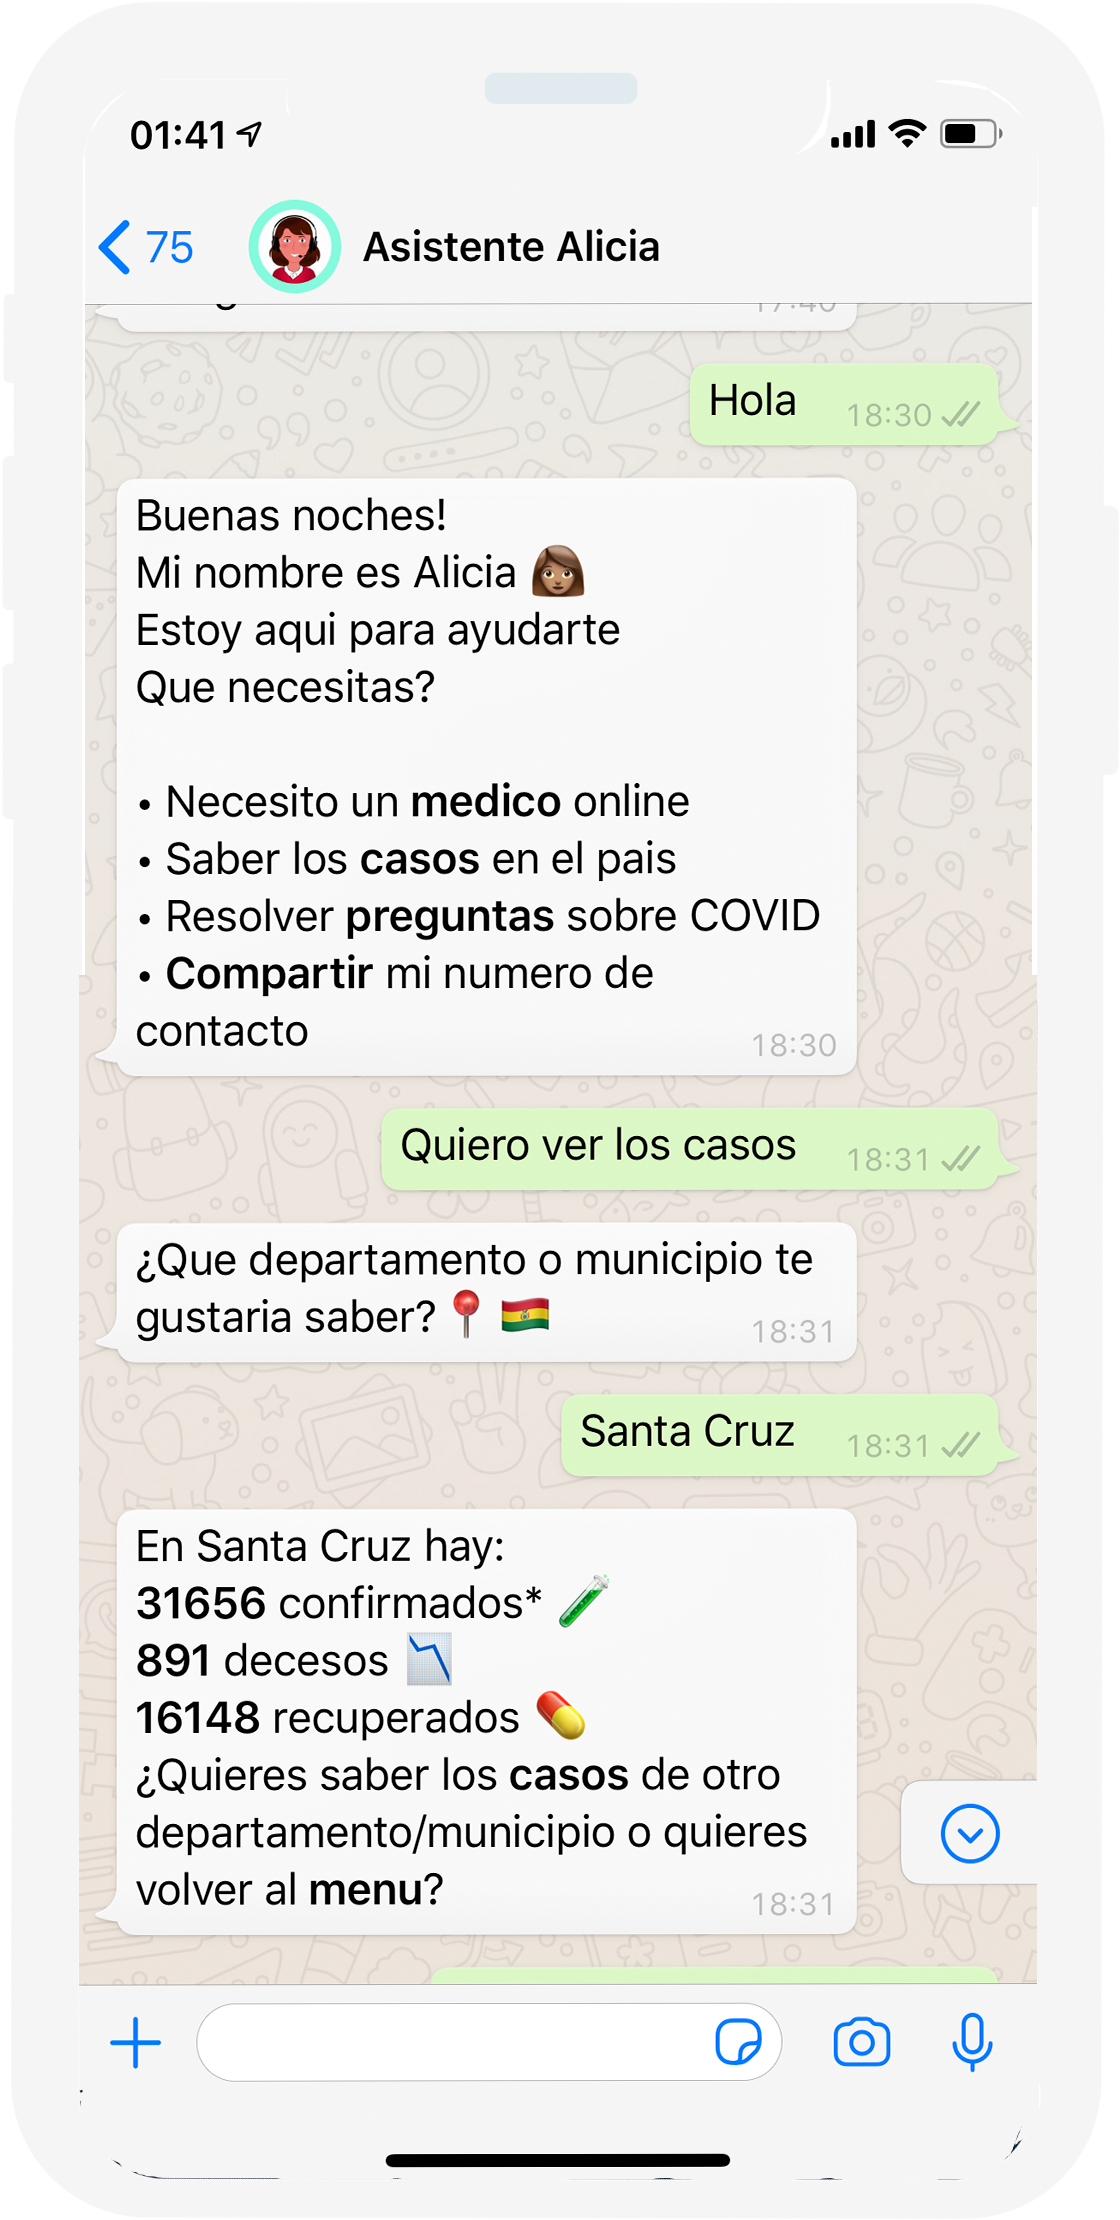 01:41
75
Asistente Alicia
Hola
18:30
Buenas noches!
Mi nombre es Alicia 👩🏽
Estoy aqui para ayudarte
Que necesitas?
• Necesito un medico online
• Saber los casos en el pais
• Resolver preguntas sobre COVID
• Compartir mi numero de
contacto
18:30
Quiero ver los casos
18:31
¿Que departamento o municipio te
gustaria saber?📍 🇧🇴
18:31
Santa Cruz
18:31
En Santa Cruz hay:
31656 confirmados* 🧪
891 decesos 📉
16148 recuperados 💊
¿Quieres saber los casos de otro
departamento/municipio o quieres
volver al menu?
18:31